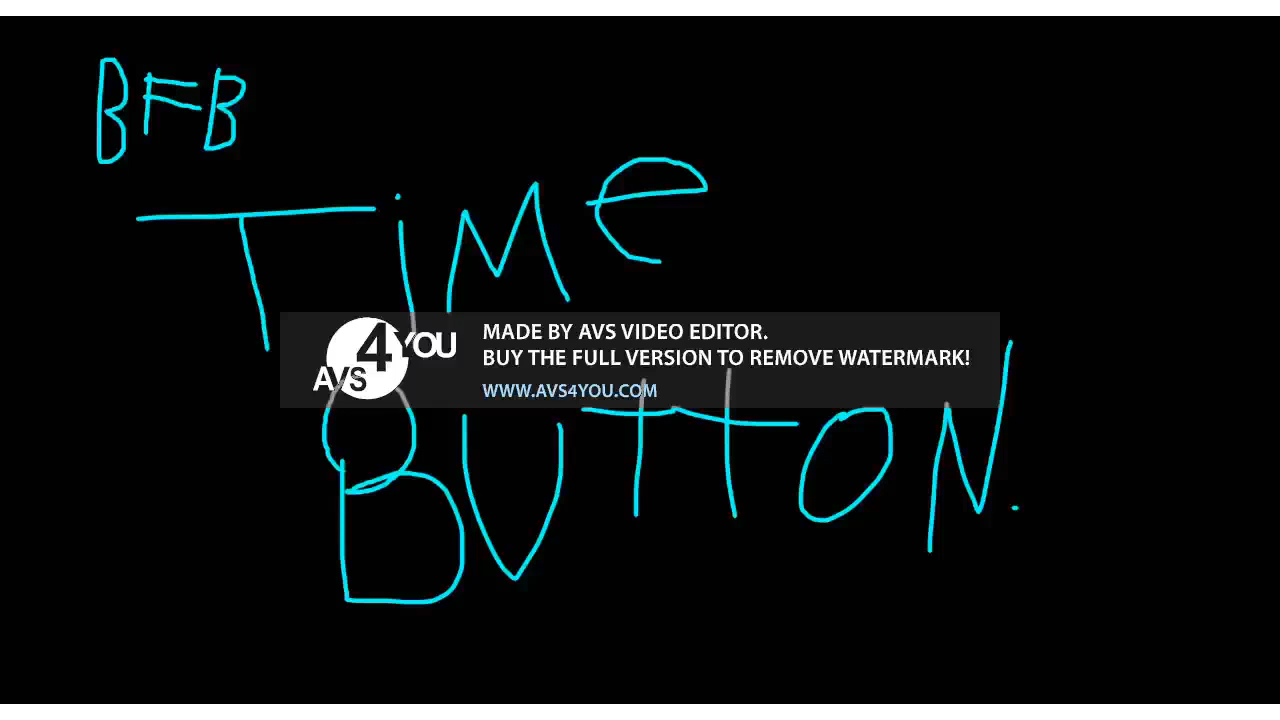 BFB
TiMe
AVS4YOU
MADE BY AVS VIDEO EDITOR.
BUY THE FULL VERSION TO REMOVE WATERMARK!
WWW.AVS4YOU.COM
BUttON.